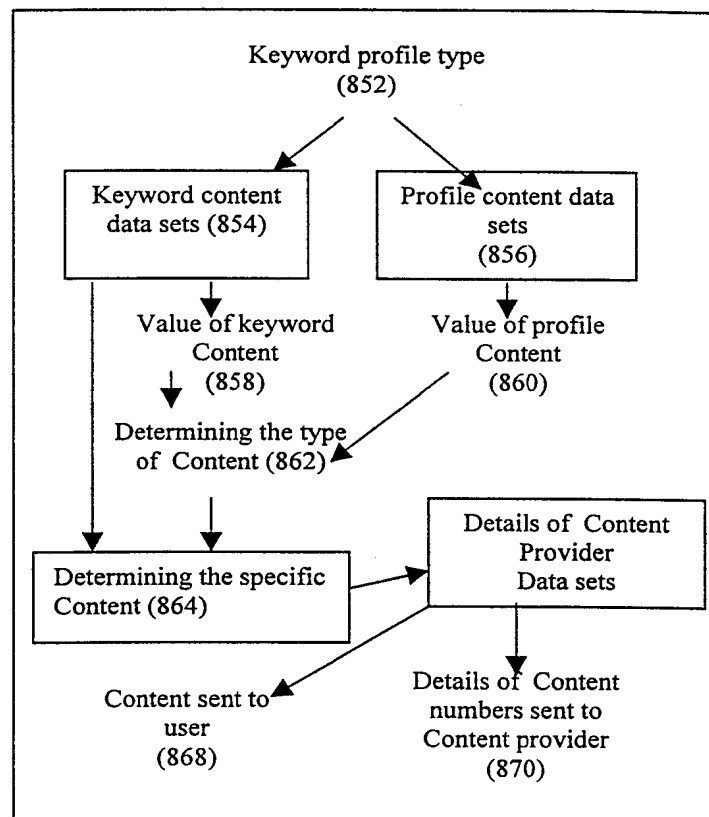 Keyword profile type
(852)
Keyword content
data sets (854)
Profile content data
sets
(856)
Value of keyword
Content
(858)
Value of profile
Content
(860)
Determining the type
of Content (862)
Details of Content
Provider
Data sets
Determining the specific
Content (864)
Content sent to
user
(868)
Details of Content
numbers sent to
Content provider
(870)